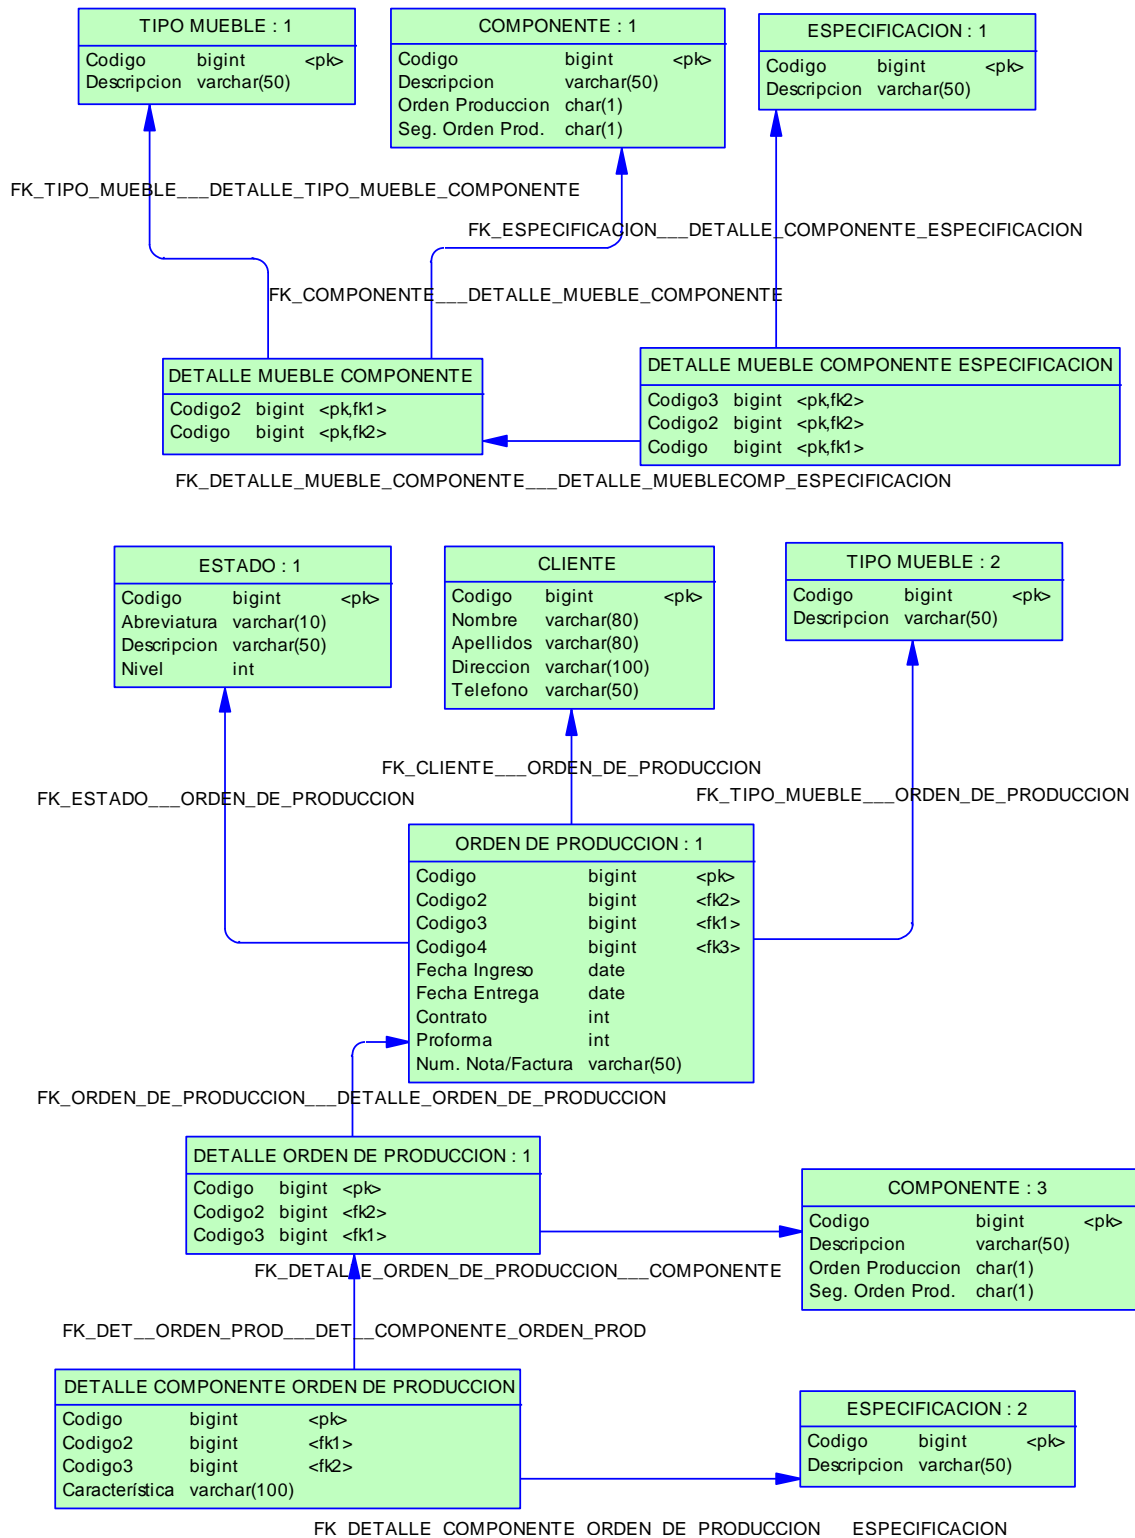 TIPO MUEBLE : 1
Codigo bigint <pk>
Descripcion varchar(50)
COMPONENTE : 1
Codigo bigint <pk>
Descripcion varchar(50)
Orden Produccion char(1)
Seg. Orden Prod. char(1)
ESPECIFICACION : 1
Codigo bigint <pk>
Descripcion varchar(50)
FK_TIPO_MUEBLE___DETALLE_TIPO_MUEBLE_COMPONENTE
FK_ESPECIFICACION___DETALLE_COMPONENTE_ESPECIFICACION
FK_COMPONENTE___DETALLE_MUEBLE_COMPONENTE
DETALLE MUEBLE COMPONENTE
Codigo2 bigint <pk,fk1>
Codigo bigint <pk,fk2>
DETALLE MUEBLE COMPONENTE ESPECIFICACION
Codigo3 bigint <pk,fk2>
Codigo2 bigint <pk,fk2>
Codigo bigint <pk,fk1>
FK_DETALLE_MUEBLE_COMPONENTE___DETALLE_MUEBLECOMP_ESPECIFICACION
ESTADO : 1
Codigo bigint <pk>
Abreviatura varchar(10)
Descripcion varchar(50)
Nivel int
CLIENTE
Codigo bigint <pk>
Nombre varchar(80)
Apellidos varchar(80)
Direccion varchar(100)
Telefono varchar(50)
TIPO MUEBLE : 2
Codigo bigint <pk>
Descripcion varchar(50)
FK_CLIENTE___ORDEN_DE_PRODUCCION
FK_ESTADO___ORDEN_DE_PRODUCCION
FK_TIPO_MUEBLE___ORDEN_DE_PRODUCCION
ORDEN DE PRODUCCION : 1
Codigo bigint <pk>
Codigo2 bigint <fk2>
Codigo3 bigint <fk1>
Codigo4 bigint <fk3>
Fecha Ingreso date
Fecha Entrega date
Contrato int
Proforma int
Num. Nota/Factura varchar(50)
FK_ORDEN_DE_PRODUCCION___DETALLE_ORDEN_DE_PRODUCCION
DETALLE ORDEN DE PRODUCCION : 1
Codigo bigint <pk>
Codigo2 bigint <fk2>
Codigo3 bigint <fk1>
COMPONENTE : 3
Codigo bigint <pk>
Descripcion varchar(50)
Orden Produccion char(1)
Seg. Orden Prod. char(1)
FK_DETALLE_ORDEN_DE_PRODUCCION___COMPONENTE
FK_DET__ORDEN_PROD___DET__COMPONENTE_ORDEN_PROD
DETALLE COMPONENTE ORDEN DE PRODUCCION
Codigo bigint <pk>
Codigo2 bigint <fk1>
Codigo3 bigint <fk2>
Característica varchar(100)
ESPECIFICACION : 2
Codigo bigint <pk>
Descripcion varchar(50)
FK_DETALLE_COMPONENTE_ORDEN_DE_PRODUCCION___ESPECIFICACION